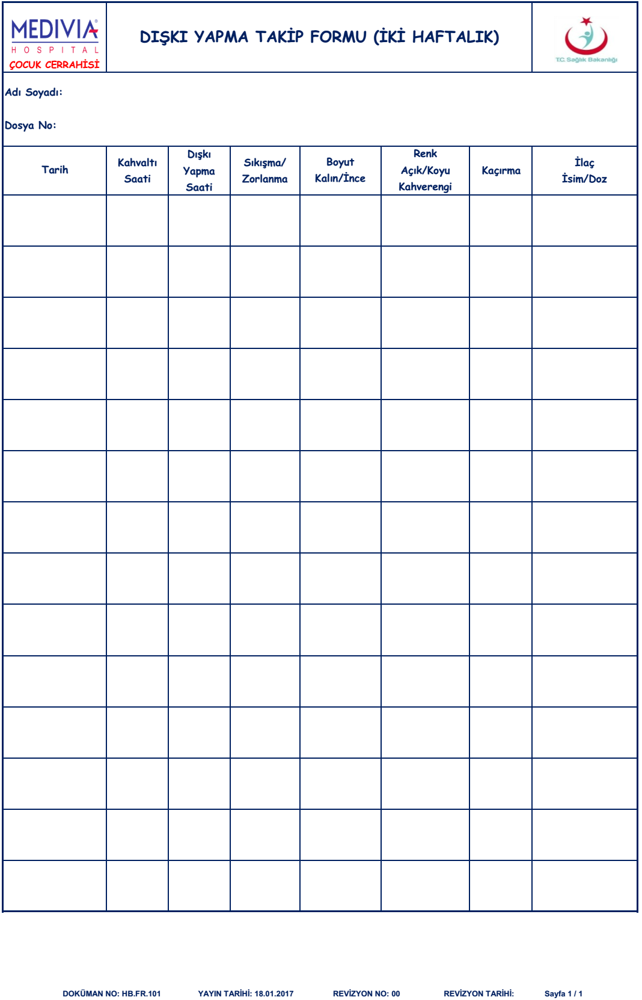 MEDIVIA®
HOSPITAL
ÇOCUK CERRAHİSİ
DIŞKI YAPMA TAKİP FORMU (İKİ HAFTALIK)
T.C. Sağlık Bakanlığı
Adı Soyadı:
Dosya No:
Tarih
Kahvaltı
Saati
Dışkı
Yapma
Saati
Sıkışma/
Zorlanma
Boyut
Kalın/İnce
Renk
Açık/Koyu
Kahverengi
Kaçırma
İlaç
İsim/Doz
DOKÜMAN NO: HB.FR.101 YAYIN TARİHİ: 18.01.2017 REVİZYON NO: 00 REVİZYON TARİHİ: Sayfa 1 / 1